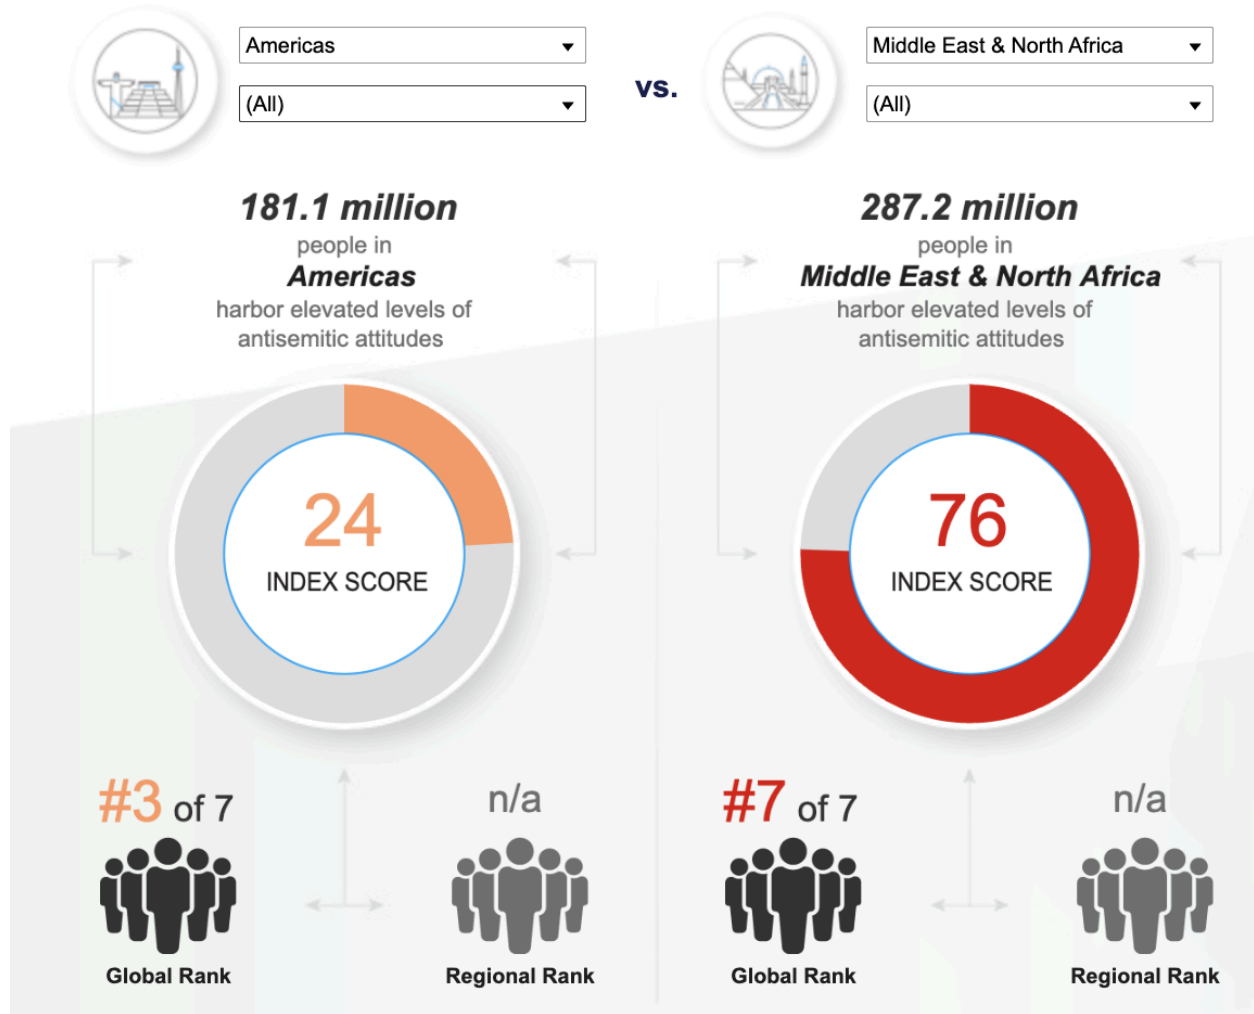 Americas
(All)
vs.
Middle East & North Africa
(All)
181.1 million
people in
Americas
harbor elevated levels of
antisemitic attitudes
24
INDEX SCORE
#3 of 7
Global Rank
n/a
Regional Rank
287.2 million
people in
Middle East & North Africa
harbor elevated levels of
antisemitic attitudes
76
INDEX SCORE
#7 of 7
Global Rank
n/a
Regional Rank